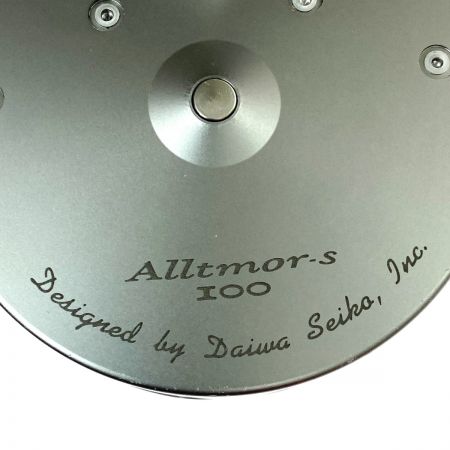 Alltmor-s
100
Designed by Daiwa Seiko, Inc.